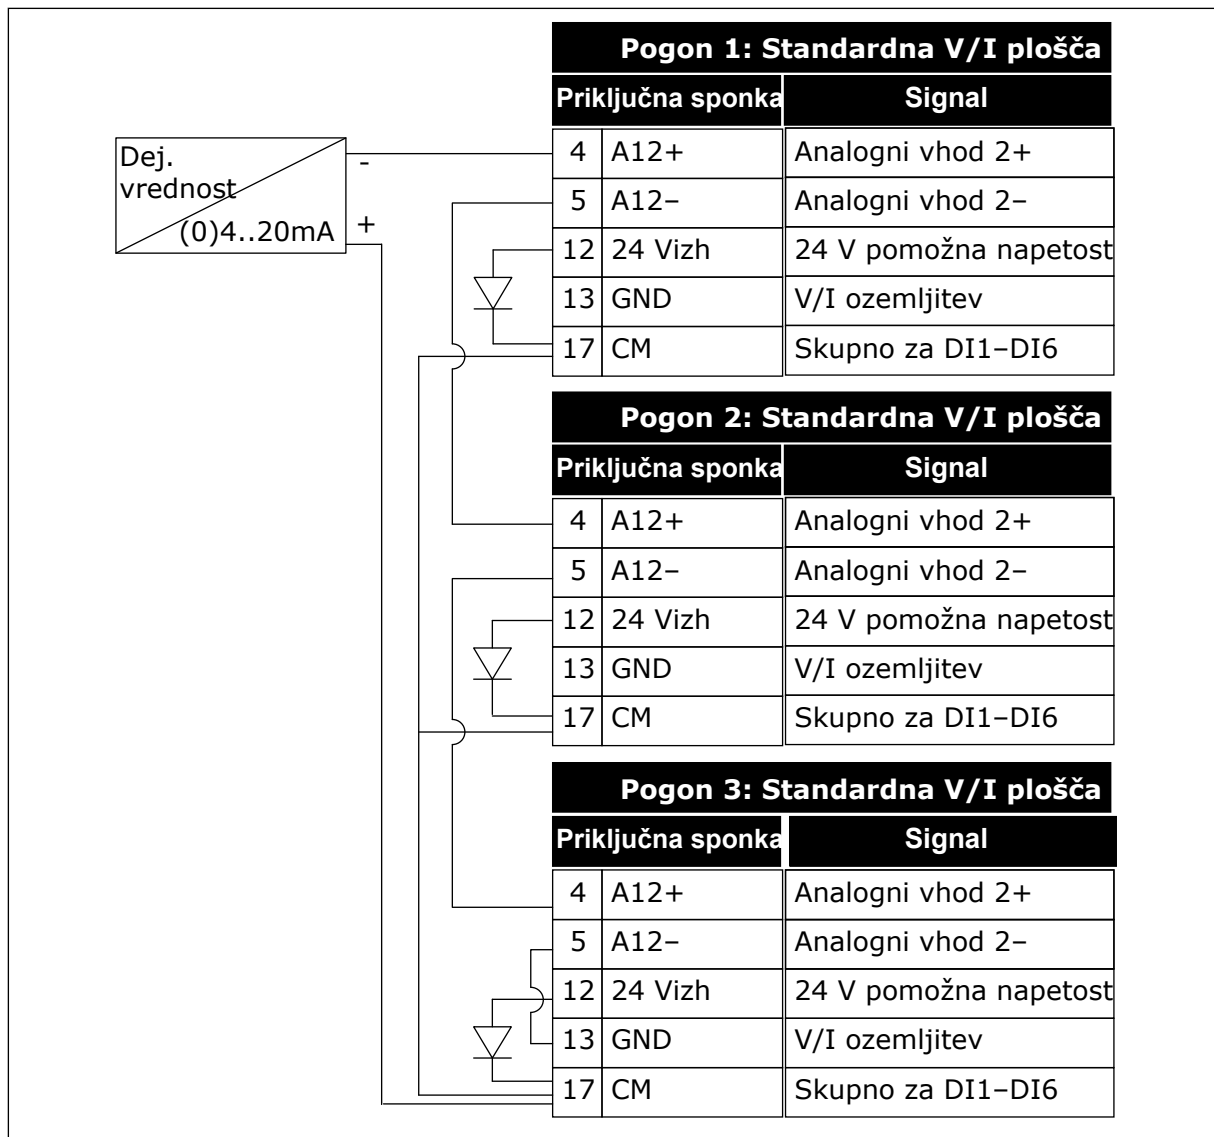 Pogon 1: Standardna V/I plošča
Priključna sponka Signal
4 A12+ Analogni vhod 2+
5 A12– Analogni vhod 2–
12 24 Vizh 24 V pomožna napetost
13 GND V/I ozemljitev
17 CM Skupno za DI1–DI6
Dej.
vrednost
(0)4..20mA
-
+
Pogon 2: Standardna V/I plošča
Priključna sponka Signal
4 A12+ Analogni vhod 2+
5 A12– Analogni vhod 2–
12 24 Vizh 24 V pomožna napetost
13 GND V/I ozemljitev
17 CM Skupno za DI1–DI6
Pogon 3: Standardna V/I plošča
Priključna sponka Signal
4 A12+ Analogni vhod 2+
5 A12– Analogni vhod 2–
12 24 Vizh 24 V pomožna napetost
13 GND V/I ozemljitev
17 CM Skupno za DI1–DI6